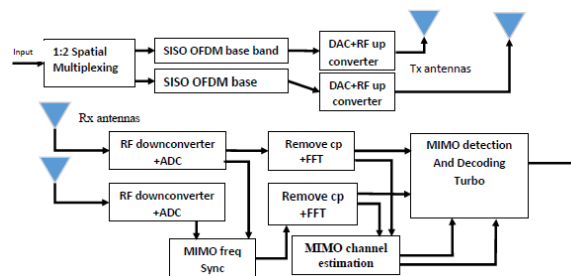 Input
1:2 Spatial
Multiplexing
SISO OFDM base band
SISO OFDM base
DAC+RF up
converter
DAC+RF up
converter
Tx antennas
Rx antennas
RF downconverter
+ADC
RF downconverter
+ADC
Remove cp
+FFT
Remove cp
+FFT
MIMO freq
Sync
MIMO channel
estimation
MIMO detection
And Decoding
Turbo